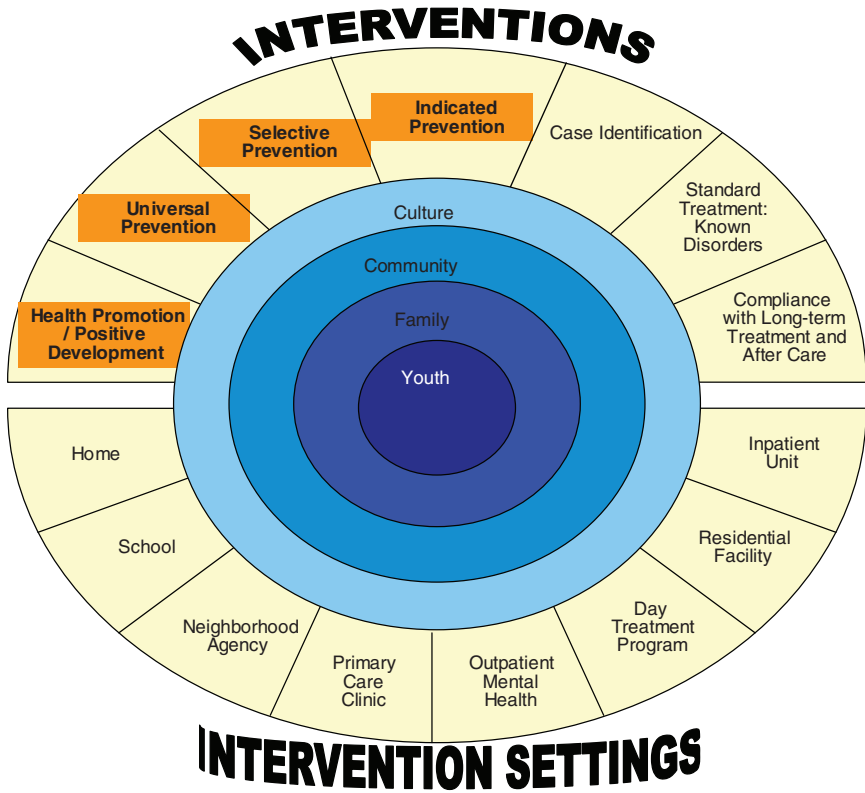 INTERVENTIONS
Indicated
Prevention
Selective
Prevention
Case Identification
Universal
Prevention
Standard
Treatment:
Known
Disorders
Health Promotion
/ Positive
Development
Compliance
with Long-term
Treatment and
After Care
Culture
Community
Family
Youth
Home
School
Neighborhood
Agency
Primary
Care
Clinic
Outpatient
Mental
Health
Day
Treatment
Program
Residential
Facility
Inpatient
Unit
INTERVENTION SETTINGS